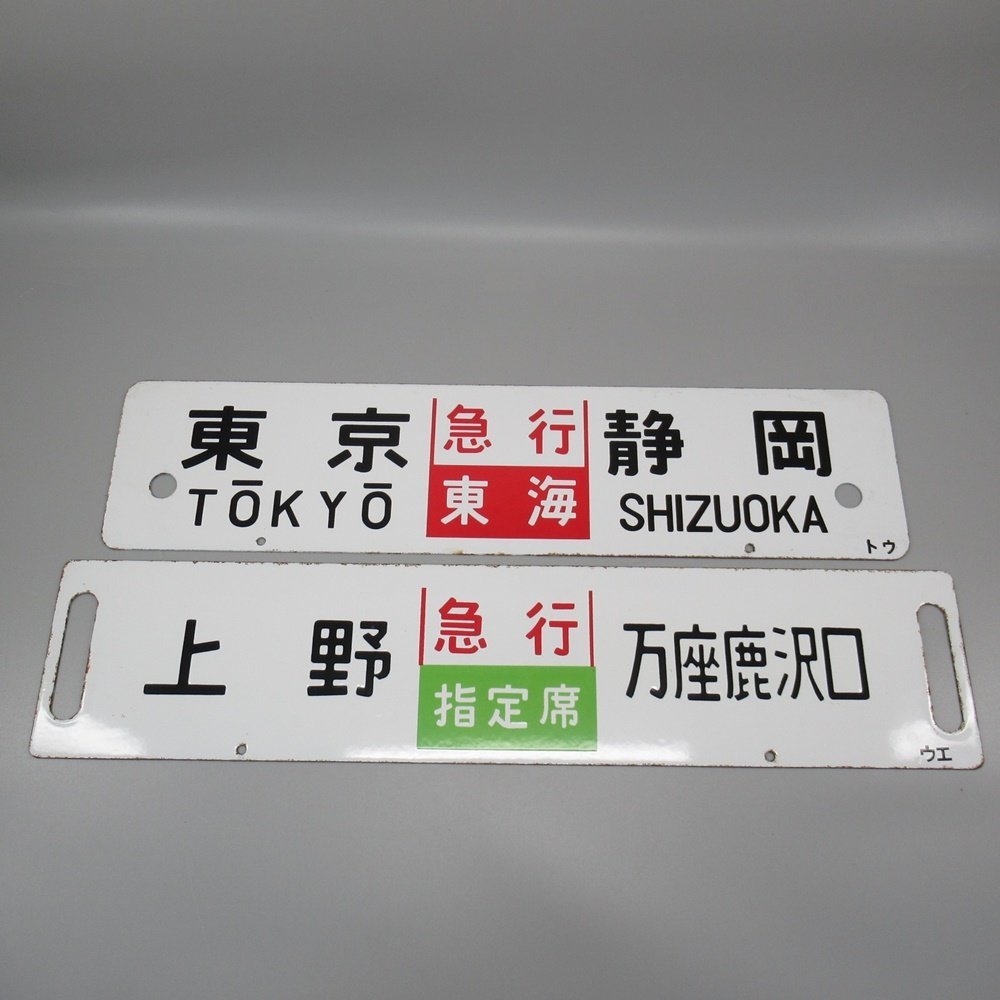 東京 急行 静岡
TŌKYŌ 東海 SHIZUOKA
トウ
上野 急行 万座鹿沢口
指定席
ウエ